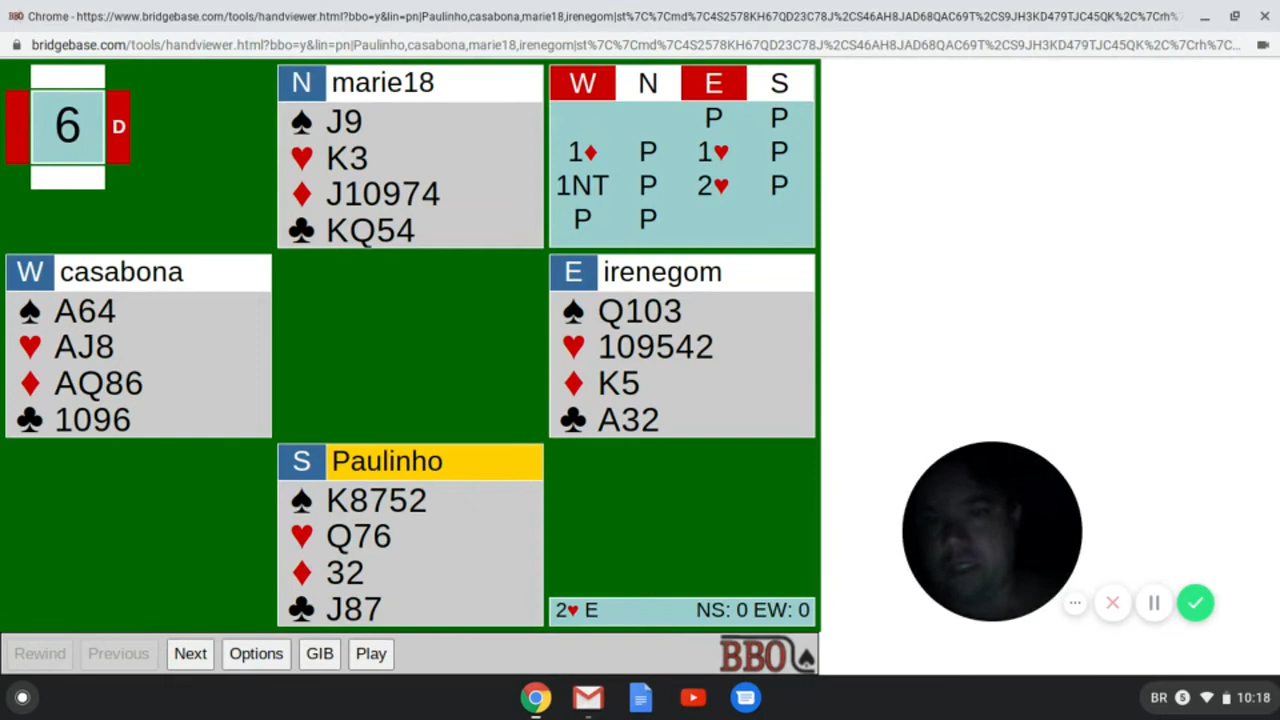 Chrome - https://www.bridgebase.com/tools/handviewer.html?bbo=y&lin=pn|Paulinho,casabona,marie18,irenegom|st%7C%7Cmd%7C4S2578KH67QD23C78J%2CS46AH8JAD68QAC69T%2CS9JH3KD479TJC45QK%2C%7Crh%7
bridgebase.com/tools/handviewer.html?bbo=y&lin=pn|Paulinho,casabona,marie18,irenegom|st%7C%7Cmd%7C4S2578KH67QD23C78J%2CS46AH8JAD68QAC69T%2CS9JH3KD479TJC45QK%2C%7Crh%7C...
6 D
N marie18
♠ J9
♥ K3
♦ J10974
♣ KQ54
W N E S
P P
1♦ P 1♥ P
1NT P 2♥ P
P P
W casabona
♠ A64
♥ AJ8
♦ AQ86
♣ 1096
E irenegom
♠ Q103
♥ 109542
♦ K5
♣ A32
S Paulinho
♠ K8752
♥ Q76
♦ 32
♣ J87
2♥ E NS: 0 EW: 0
Rewind Previous Next Options GIB Play BBO
BR 5 10:18